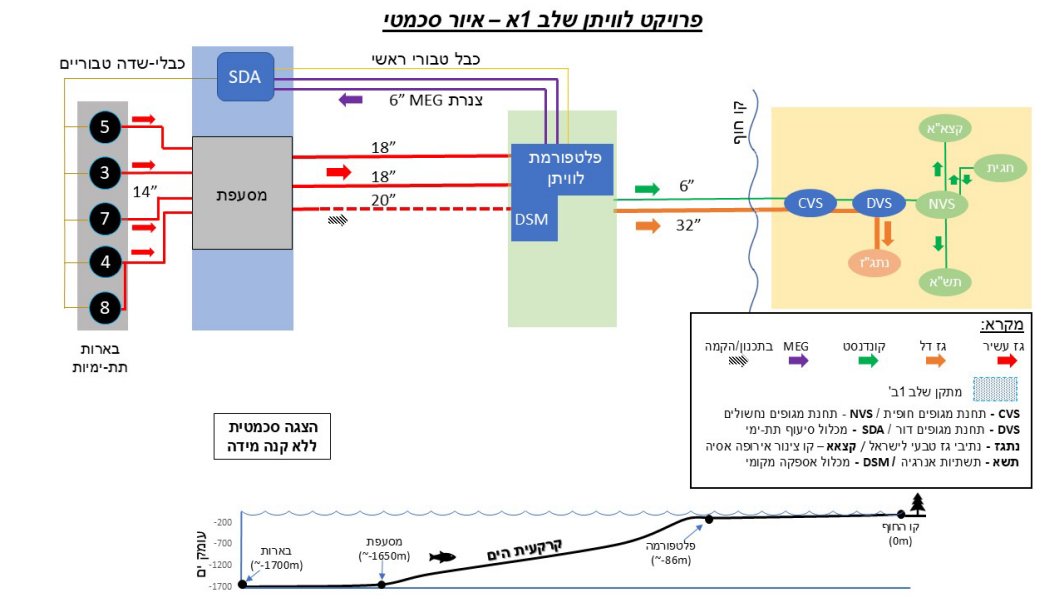 פרויקט לוויתן שלב 1א – איור סכמטי
כבלי-שדה טבוריים
SDA
כבל טבורי ראשי
צנרת MEG 6”
קו חוף
5
3
7
4
8
14”
מסעפת
18”
18”
20”
פלטפורמת
לוויתן
DSM
6”
32”
CVS
DVS
NVS
קצא"א
חגית
נתג"ז
תש"א
בארות
תת-ימיות
מקרא:
גז עשיר
גז דל
קונדנסט
MEG
בתכנון/הקמה
מתקן שלב 1ב'
CVS - תחנת מגופים חופית / NVS - תחנת מגופים נחשולים
DVS - תחנת מגופים דור / SDA - מכלול סיעוף תת-ימי
נתגז - נתיבי גז טבעי לישראל / קצאא – קו צינור אירופה אסיה
תשא - תשתיות אנרגיה / DSM - מכלול אספקה מקומי
הצגה סכמטית
ללא קנה מידה
עומק ים
-200
-700
-1200
-1700
בארות
(~-1700m)
מסעפת
(~-1650m)
קרקעית הים
פלטפורמה
(~-86m)
קו החוף
(0m)